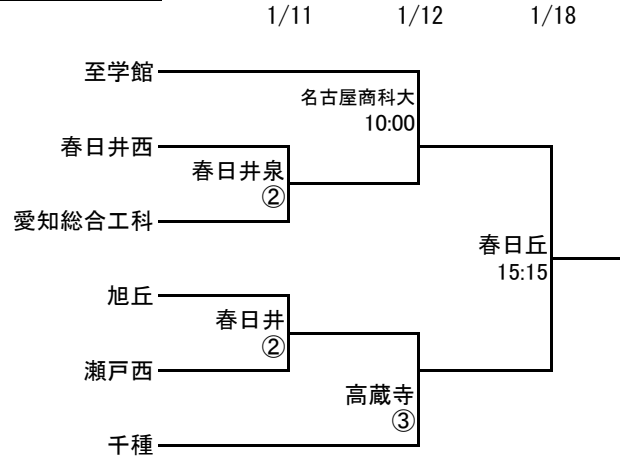 1/11 1/12 1/18
至学館
名古屋商科大
10:00
春日井西
春日井泉
②
愛知総合工科
春日丘
15:15
旭丘
春日井
②
瀬戸西
高蔵寺
③
千種